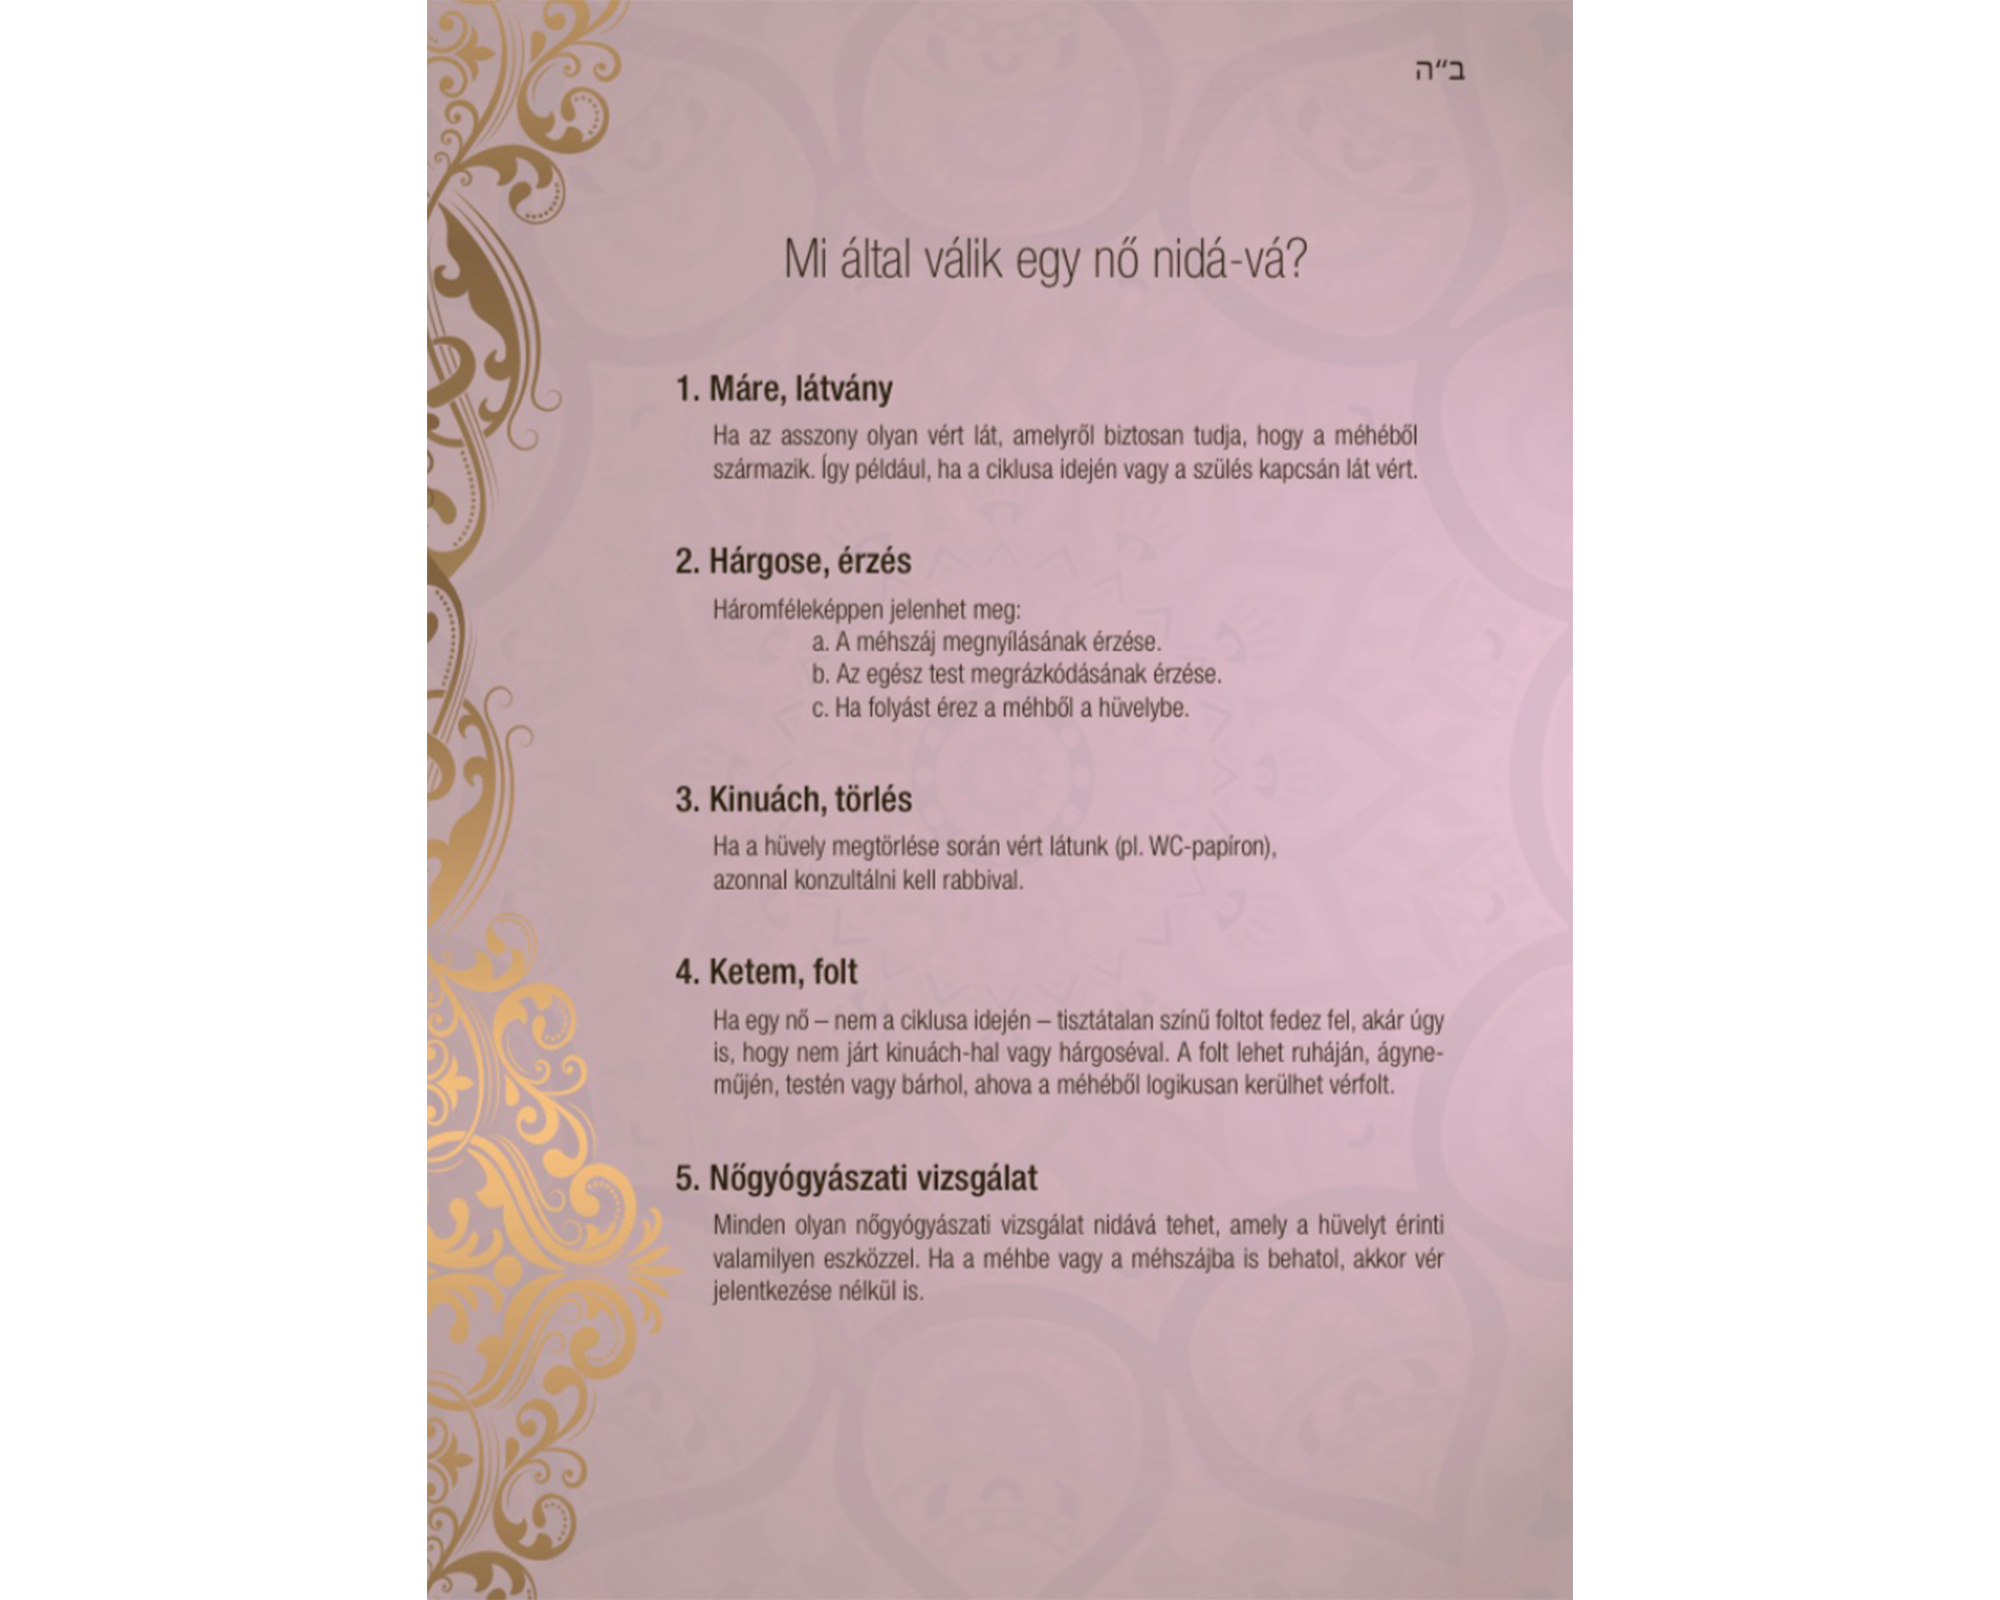 ב״ה
Mi által válik egy nő nidá-vá?
1. Máre, látvány
Ha az asszony olyan vért lát, amelyről biztosan tudja, hogy a méhéből
származik. Így például, ha a ciklusa idején vagy a szülés kapcsán lát vért.
2. Hárgose, érzés
Háromféleképpen jelenhet meg:
a. A méhszáj megnyílásának érzése.
b. Az egész test megrázkódásának érzése.
c. Ha folyást érez a méhből a hüvelybe.
3. Kinuách, törlés
Ha a hüvely megtörlése során vért látunk (pl. WC-papíron),
azonnal konzultálni kell rabbival.
4. Ketem, folt
Ha egy nő – nem a ciklusa idején – tisztátalan színű foltot fedez fel, akár úgy
is, hogy nem járt kinuách-hal vagy hárgoséval. A folt lehet ruháján, ágyne-
műjén, testén vagy bárhol, ahova a méhéből logikusan kerülhet vérfolt.
5. Nőgyógyászati vizsgálat
Minden olyan nőgyógyászati vizsgálat nidává tehet, amely a hüvelyt érinti
valamilyen eszközzel. Ha a méhbe vagy a méhszájba is behatol, akkor vér
jelentkezése nélkül is.